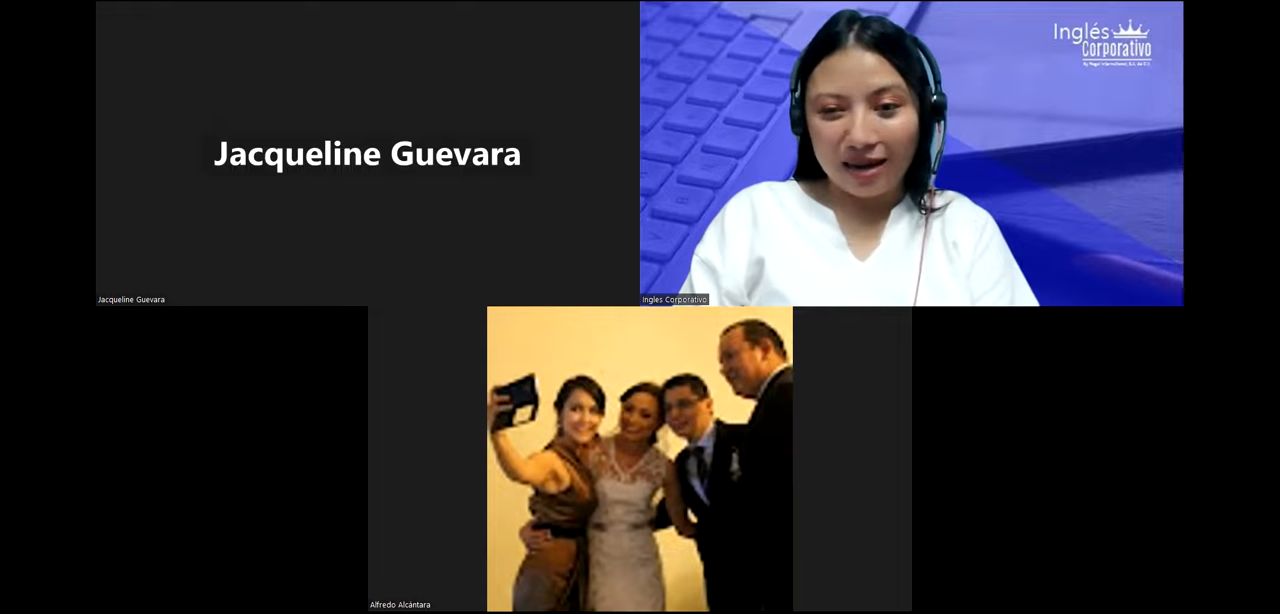 Jacqueline Guevara
Inglés
Corporativo
Jacqueline Guevara
Ingles Corporativo
Alfredo Alcántara